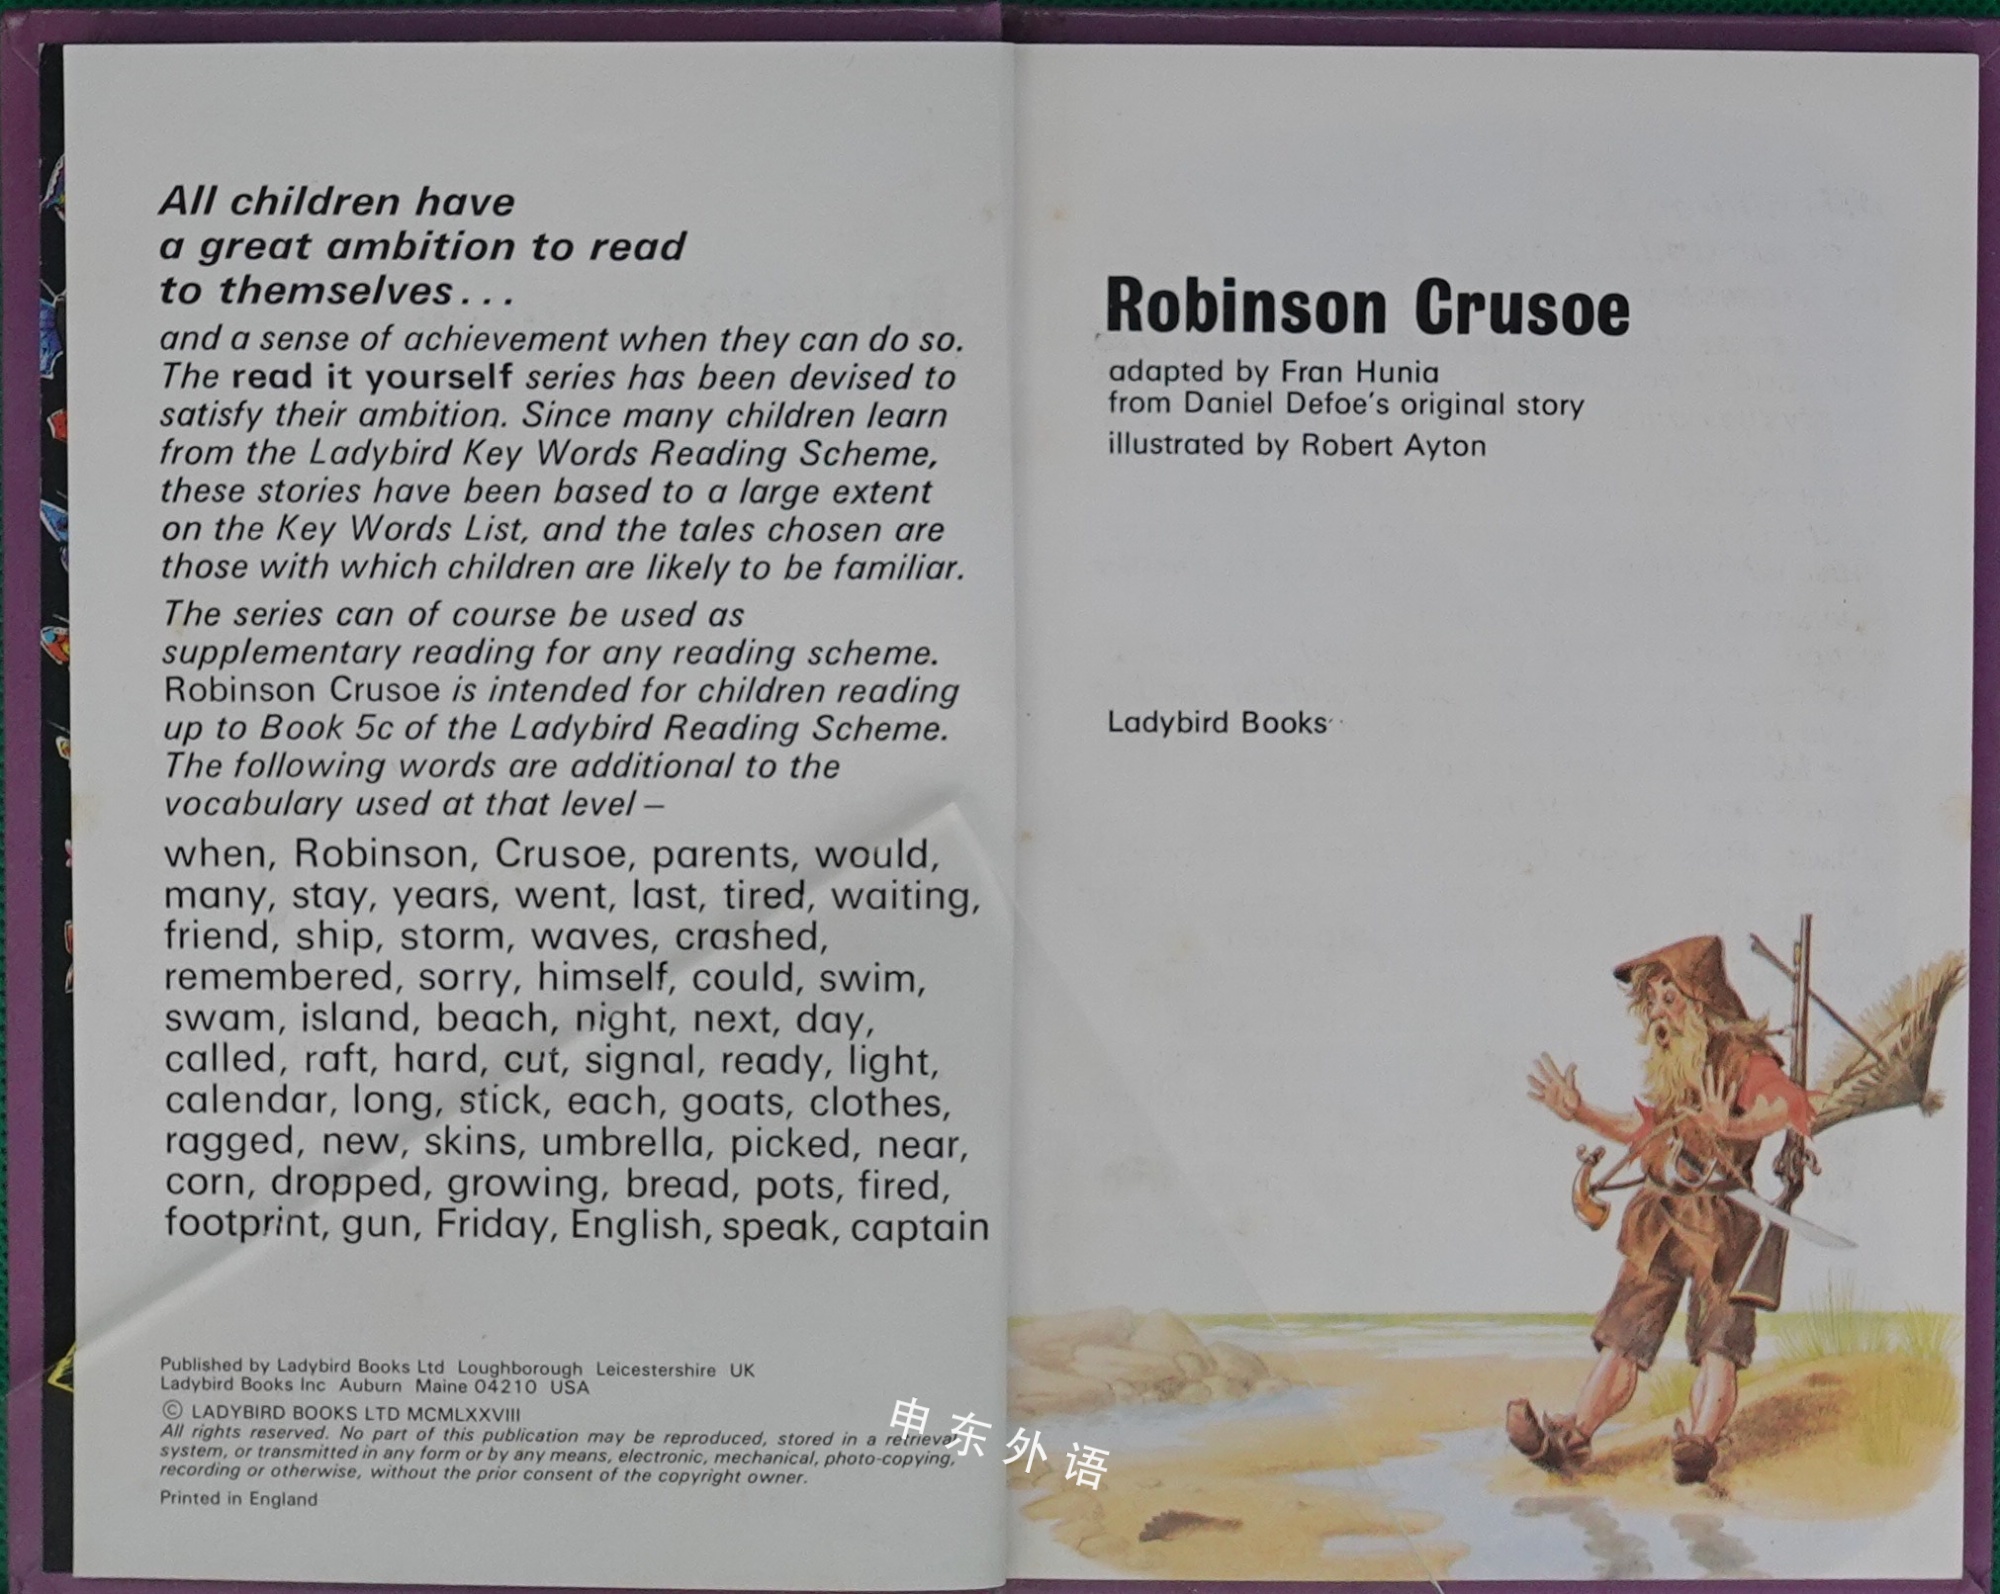 All children have
a great ambition to read
to themselves...
and a sense of achievement when they can do so.
The read it yourself series has been devised to
satisfy their ambition. Since many children learn
from the Ladybird Key Words Reading Scheme,
these stories have been based to a large extent
on the Key Words List, and the tales chosen are
those with which children are likely to be familiar.
The series can of course be used as
supplementary reading for any reading scheme.
Robinson Crusoe is intended for children reading
up to Book 5c of the Ladybird Reading Scheme.
The following words are additional to the
vocabulary used at that level –
when, Robinson, Crusoe, parents, would,
many, stay, years, went, last, tired, waiting,
friend, ship, storm, waves, crashed,
remembered, sorry, himself, could, swim,
swam, island, beach, night, next, day,
called, raft, hard, cut, signal, ready, light,
calendar, long, stick, each, goats, clothes,
ragged, new, skins, umbrella, picked, near,
corn, dropped, growing, bread, pots, fired,
footprint, gun, Friday, English, speak, captain
Published by Ladybird Books Ltd Loughborough Leicestershire UK
Ladybird Books Inc Auburn Maine 04210 USA
© LADYBIRD BOOKS LTD MCMLXXVIII
All rights reserved. No part of this publication may be reproduced, stored in a retrieval
system, or transmitted in any form or by any means, electronic, mechanical, photo-copying,
recording or otherwise, without the prior consent of the copyright owner.
Printed in England
Robinson Crusoe
adapted by Fran Hunia
from Daniel Defoe's original story
illustrated by Robert Ayton
Ladybird Books
申东外语